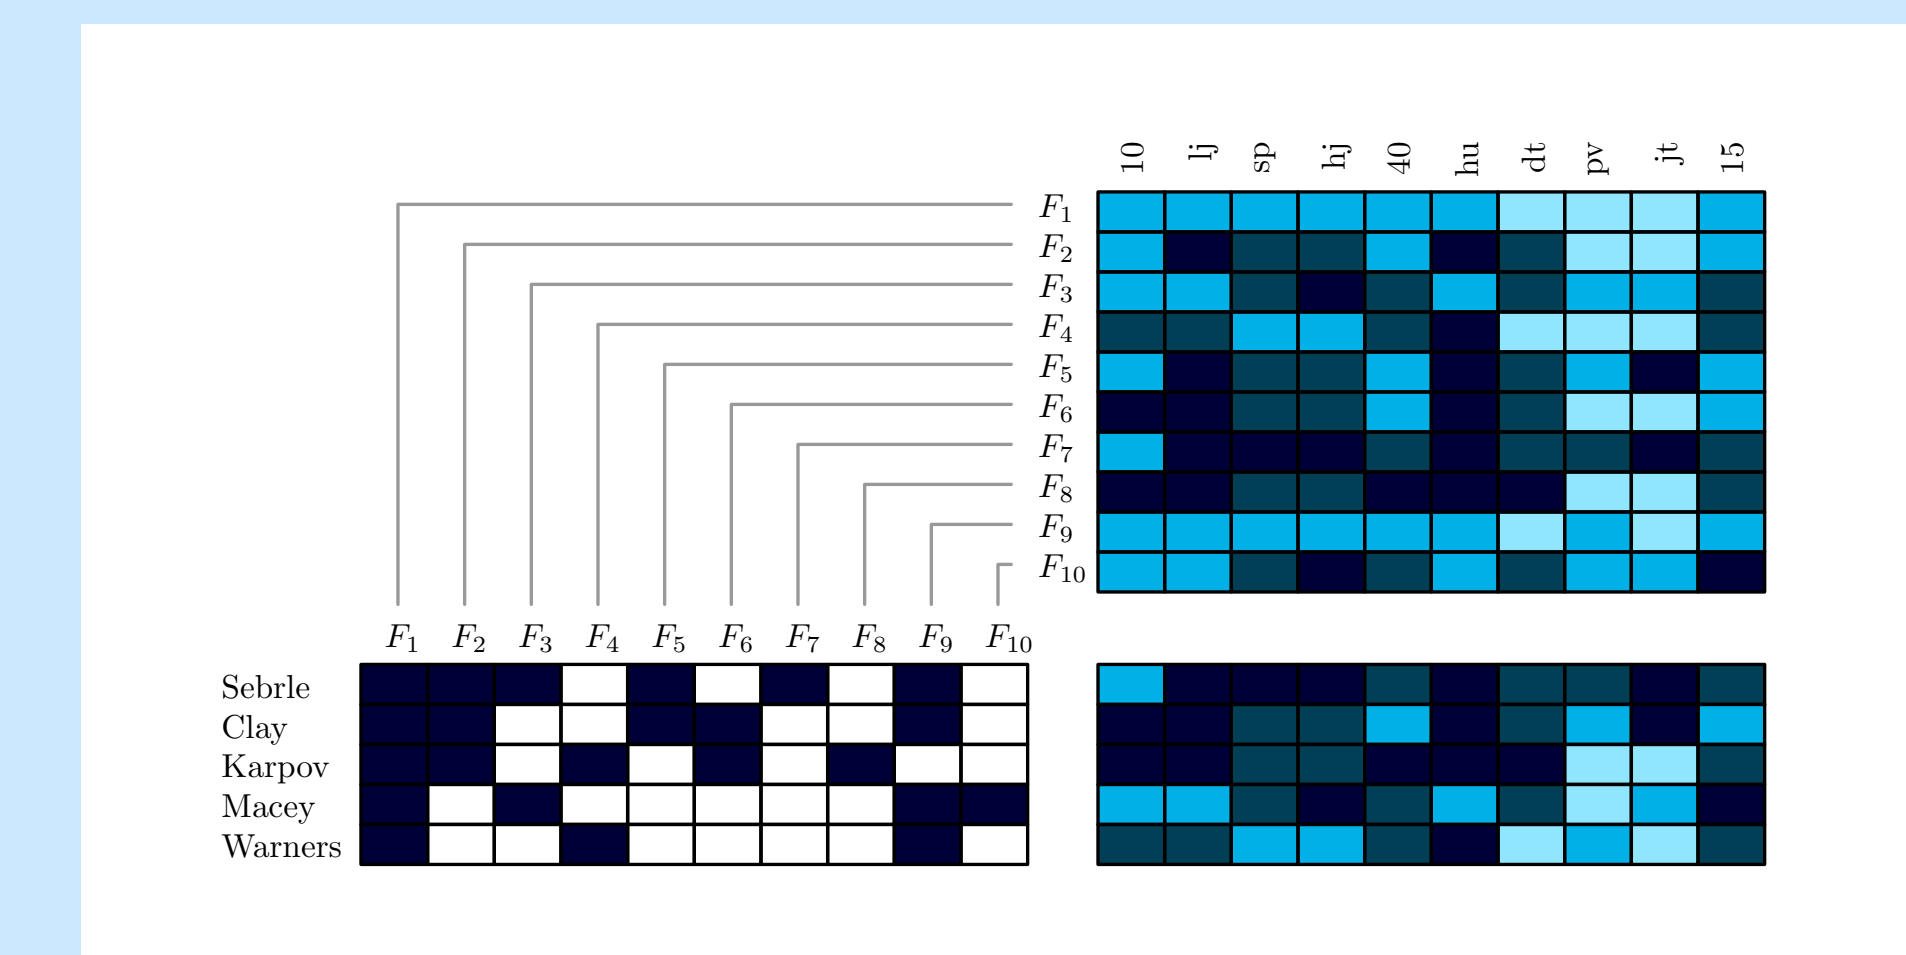 10 lj sp hj 40 hu dt pv jt 15
F₁
F₂
F₃
F₄
F₅
F₆
F₇
F₈
F₉
F₁₀
F₁ F₂ F₃ F₄ F₅ F₆ F₇ F₈ F₉ F₁₀
Sebrle
Clay
Karpov
Macey
Warners